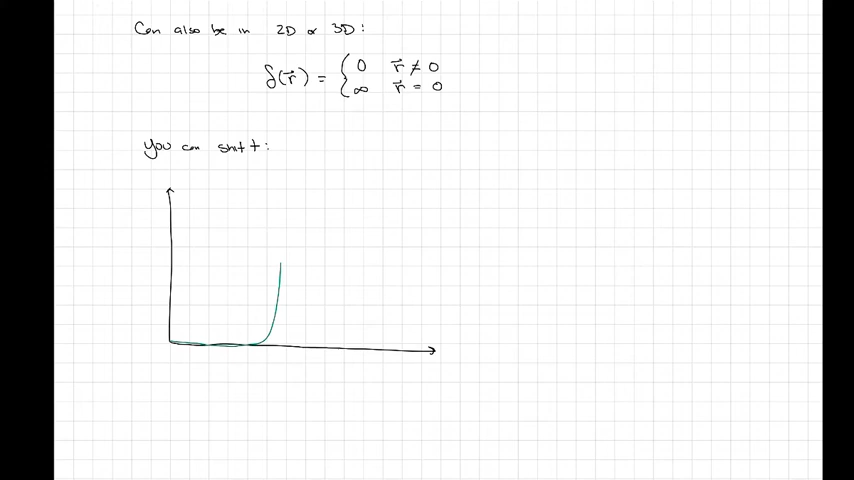 Can also be in 2D or 3D:
δ(r⃗) = { 0 r⃗ ≠ 0
∞ r⃗ = 0
You can shift: